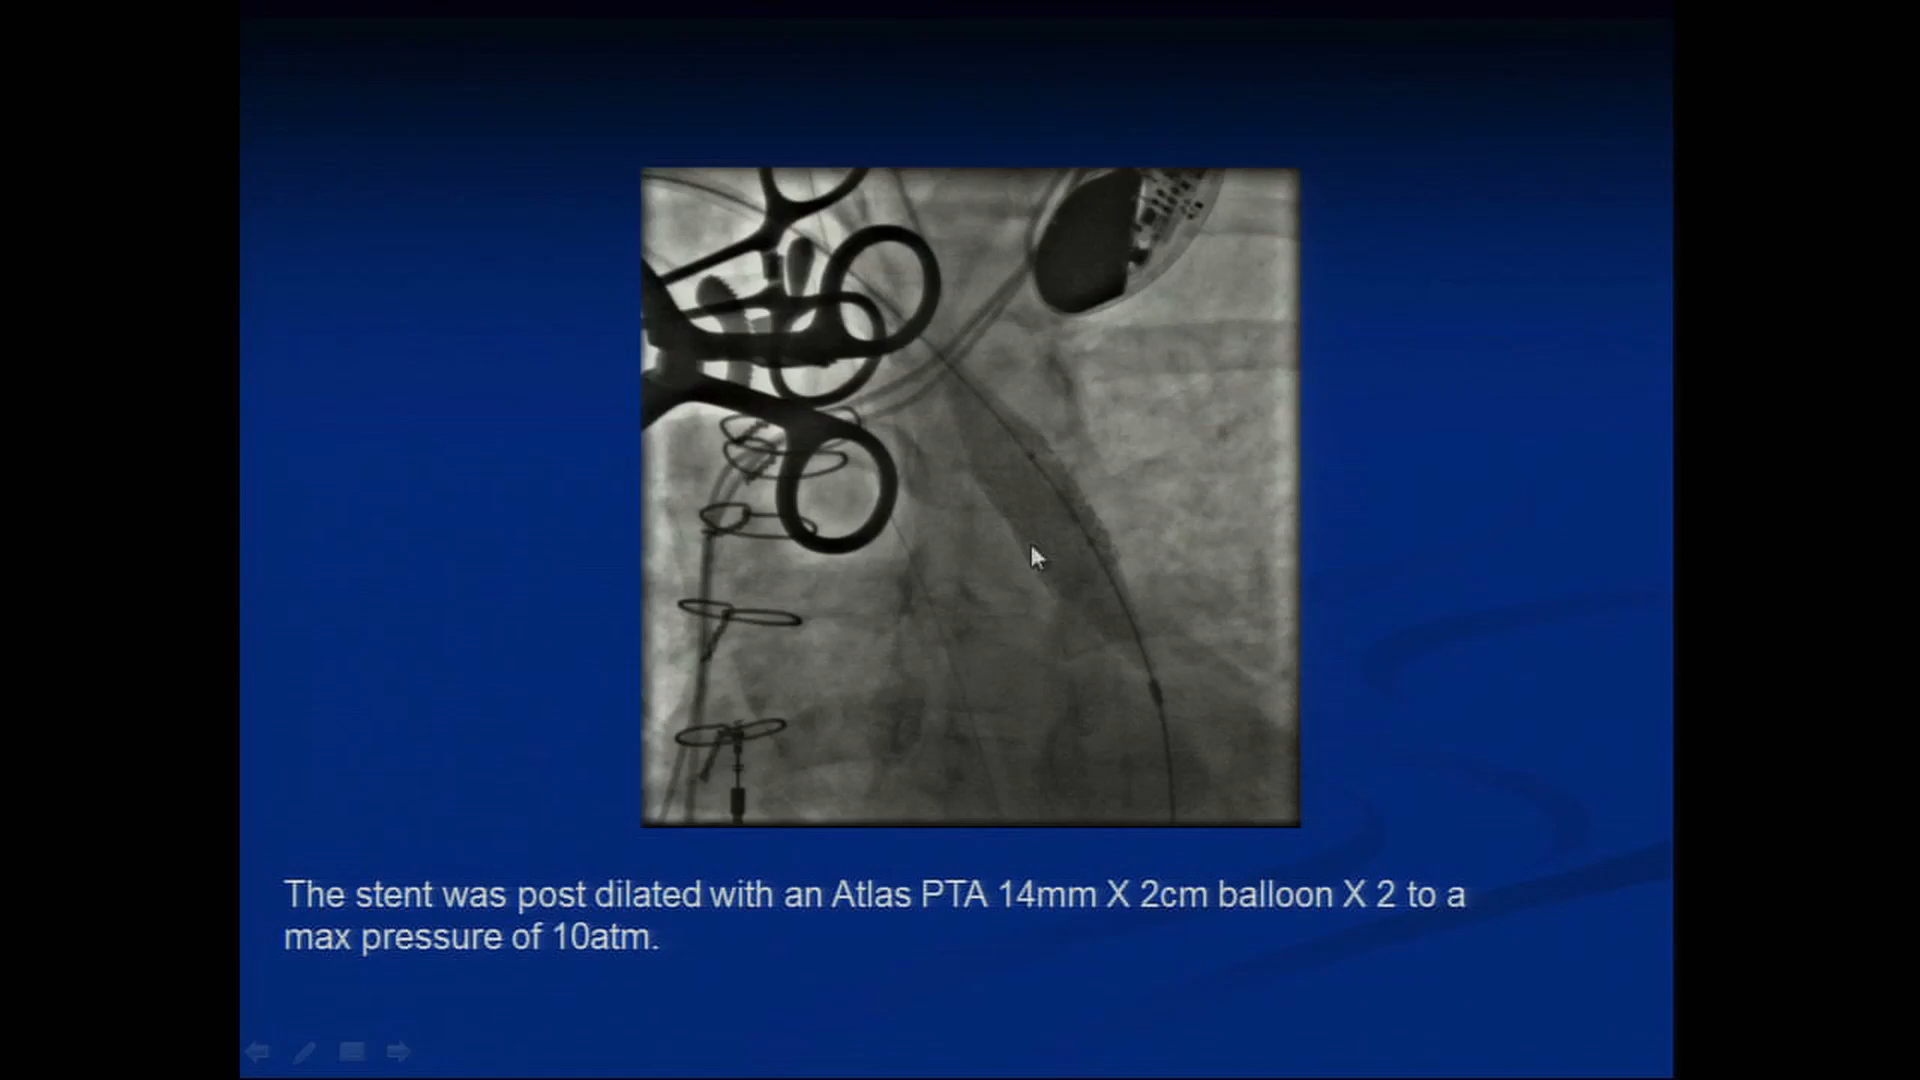 The stent was post dilated with an Atlas PTA 14mm X 2cm balloon X 2 to a
max pressure of 10atm.